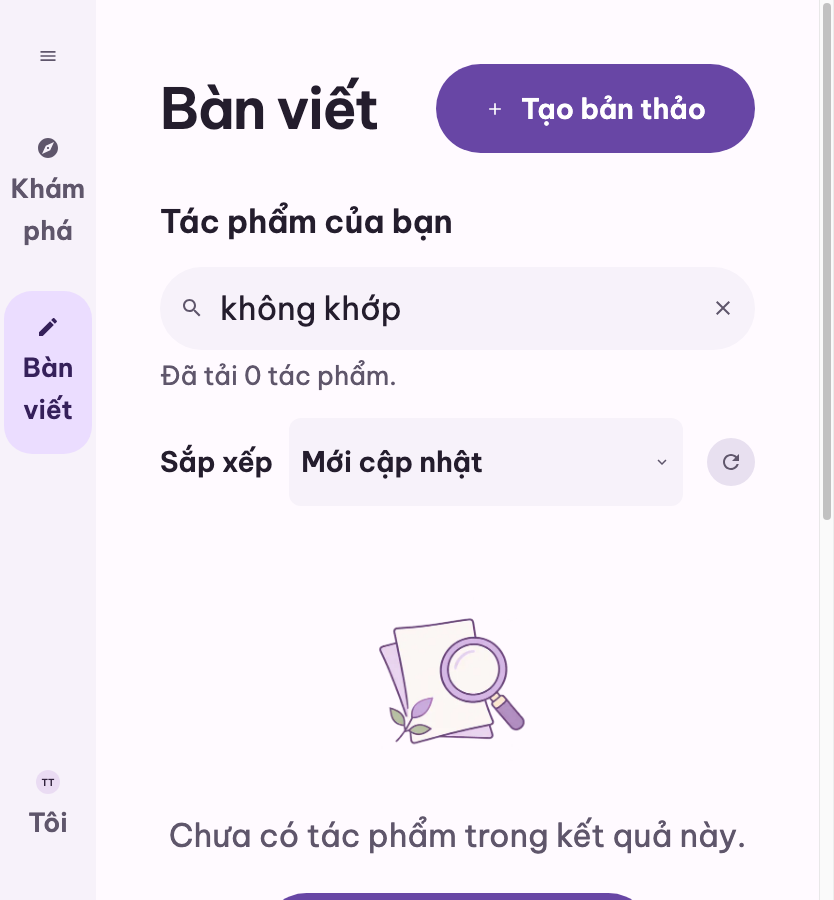 Khám
phá
Bàn
viết
TT
Tôi
Bàn viết
Tạo bản thảo
Tác phẩm của bạn
không khớp
Đã tải 0 tác phẩm.
Sắp xếp
Mới cập nhật
Chưa có tác phẩm trong kết quả này.